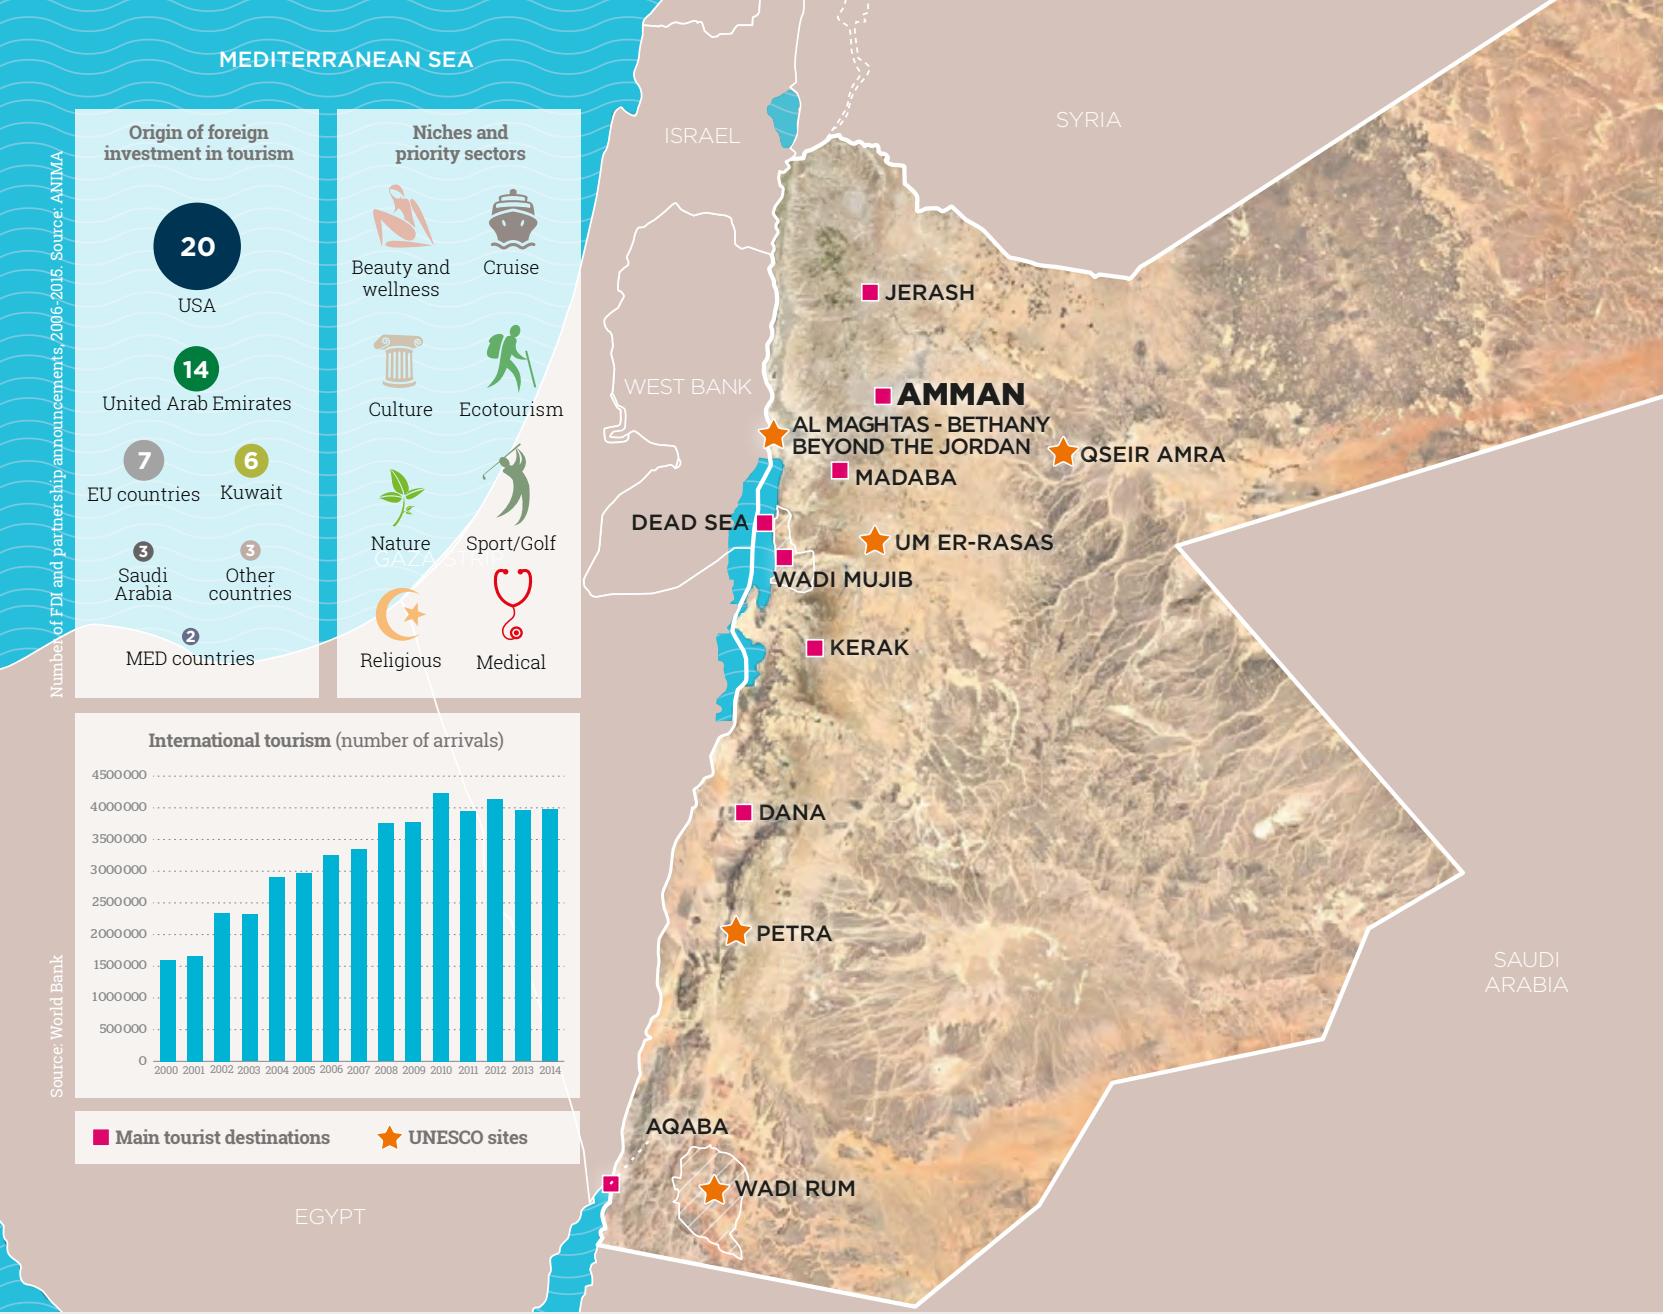 MEDITERRANEAN SEA
Number of FDI and partnership announcements, 2006-2015. Source: ANIMA
Origin of foreign
investment in tourism
20
USA
14
United Arab Emirates
7
EU countries
6
Kuwait
3
Saudi
Arabia
3
Other
countries
2
MED countries
Niches and
priority sectors
Beauty and
wellness
Cruise
Culture
Ecotourism
Nature
Sport/Golf
GAZA STRIP
Religious
Medical
International tourism (number of arrivals)
4500000
4000000
3500000
3000000
2500000
2000000
1500000
1000000
500000
0
2000 2001 2002 2003 2004 2005 2006 2007 2008 2009 2010 2011 2012 2013 2014
Source: World Bank
Main tourist destinations
UNESCO sites
EGYPT
ISRAEL
SYRIA
WEST BANK
JERASH
AMMAN
AL MAGHTAS - BETHANY
BEYOND THE JORDAN
QSEIR AMRA
MADABA
DEAD SEA
UM ER-RASAS
WADI MUJIB
KERAK
DANA
PETRA
SAUDI
ARABIA
AQABA
WADI RUM